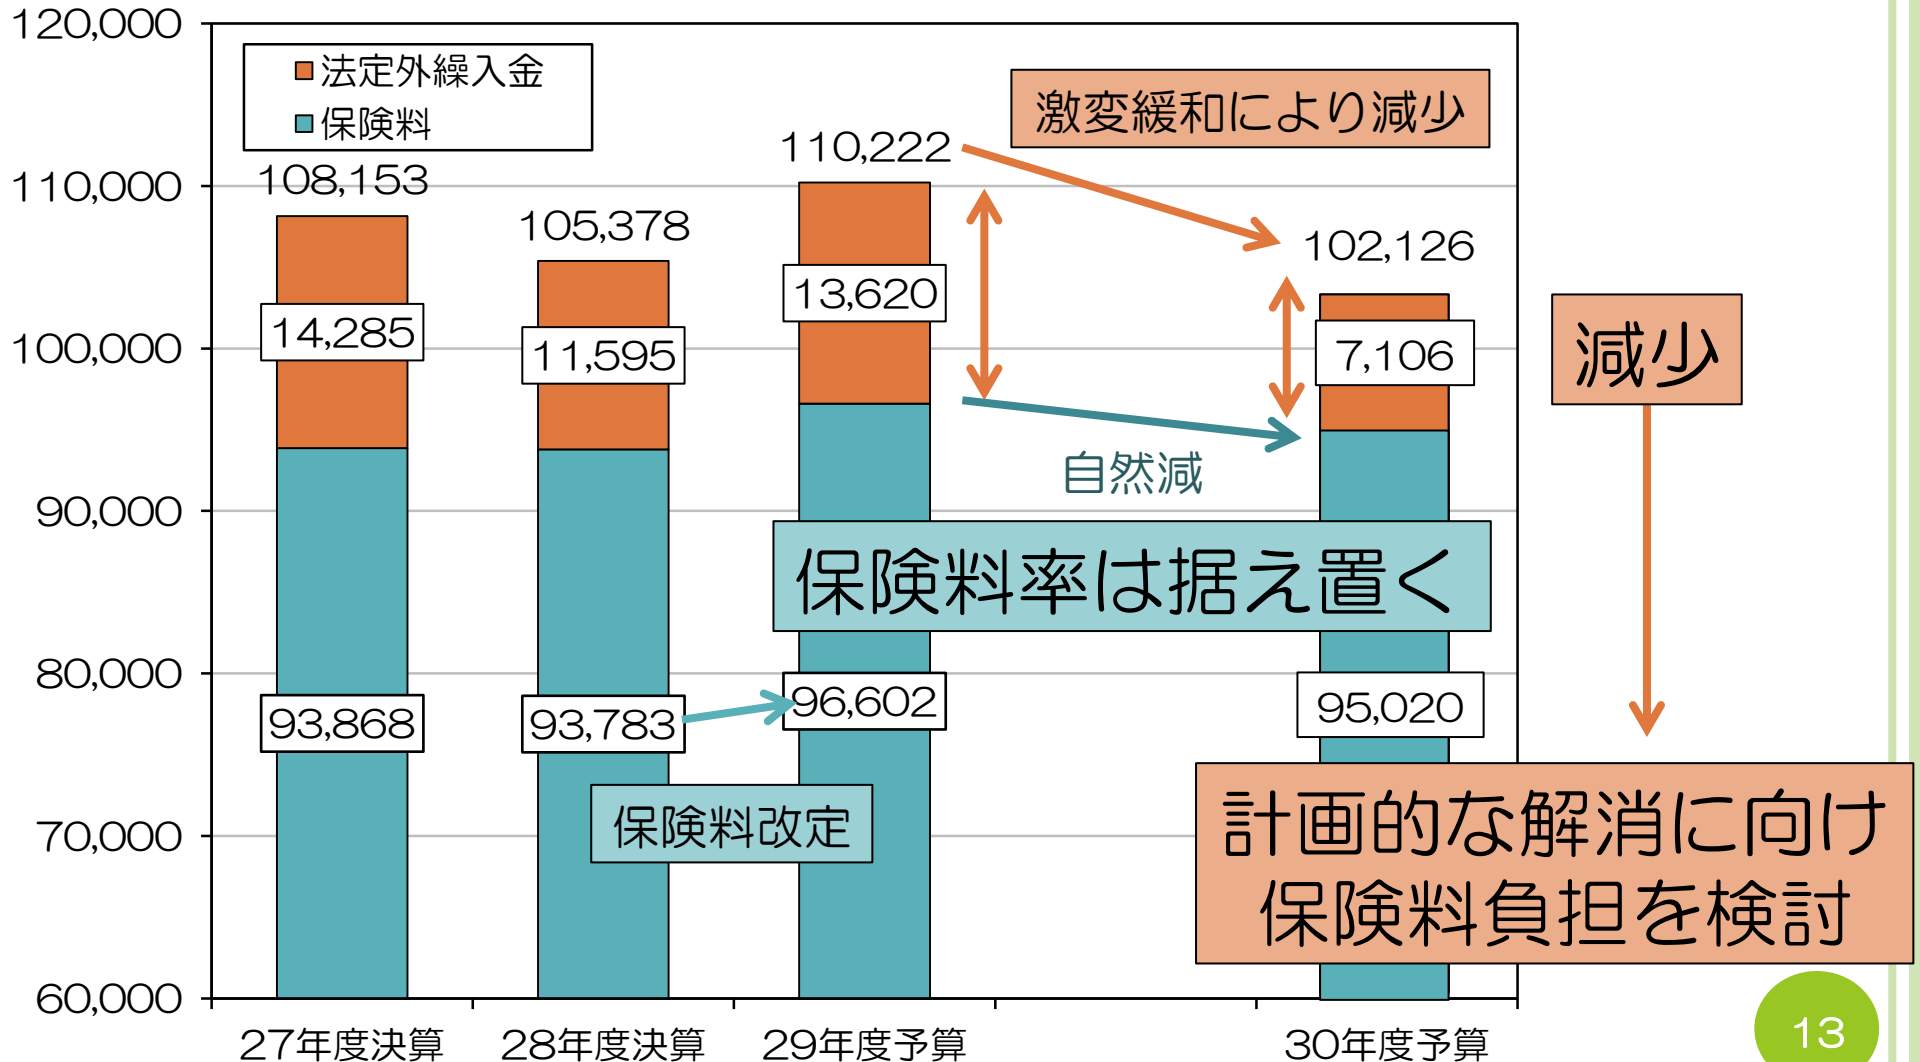 120,000
110,000
100,000
90,000
80,000
70,000
60,000
法定外繰入金
保険料
108,153
14,285
93,868
105,378
11,595
93,783
110,222
13,620
96,602
102,126
7,106
95,020
激変緩和により減少
自然減
保険料率は据え置く
保険料改定
減少
計画的な解消に向け
保険料負担を検討
27年度決算
28年度決算
29年度予算
30年度予算
13